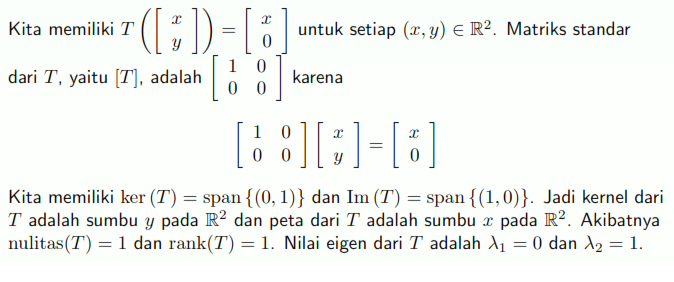 Kita memiliki T ([ x y ]) = [ x 0 ] untuk setiap (x, y) ∈ ℝ². Matriks standar
dari T, yaitu [T], adalah [ 1 0 0 0 ] karena
[ 1 0 0 0 ] [ x y ] = [ x 0 ]
Kita memiliki ker (T) = span {(0, 1)} dan Im (T) = span {(1, 0)}. Jadi kernel dari
T adalah sumbu y pada ℝ² dan peta dari T adalah sumbu x pada ℝ². Akibatnya
nulitas(T) = 1 dan rank(T) = 1. Nilai eigen dari T adalah λ₁ = 0 dan λ₂ = 1.